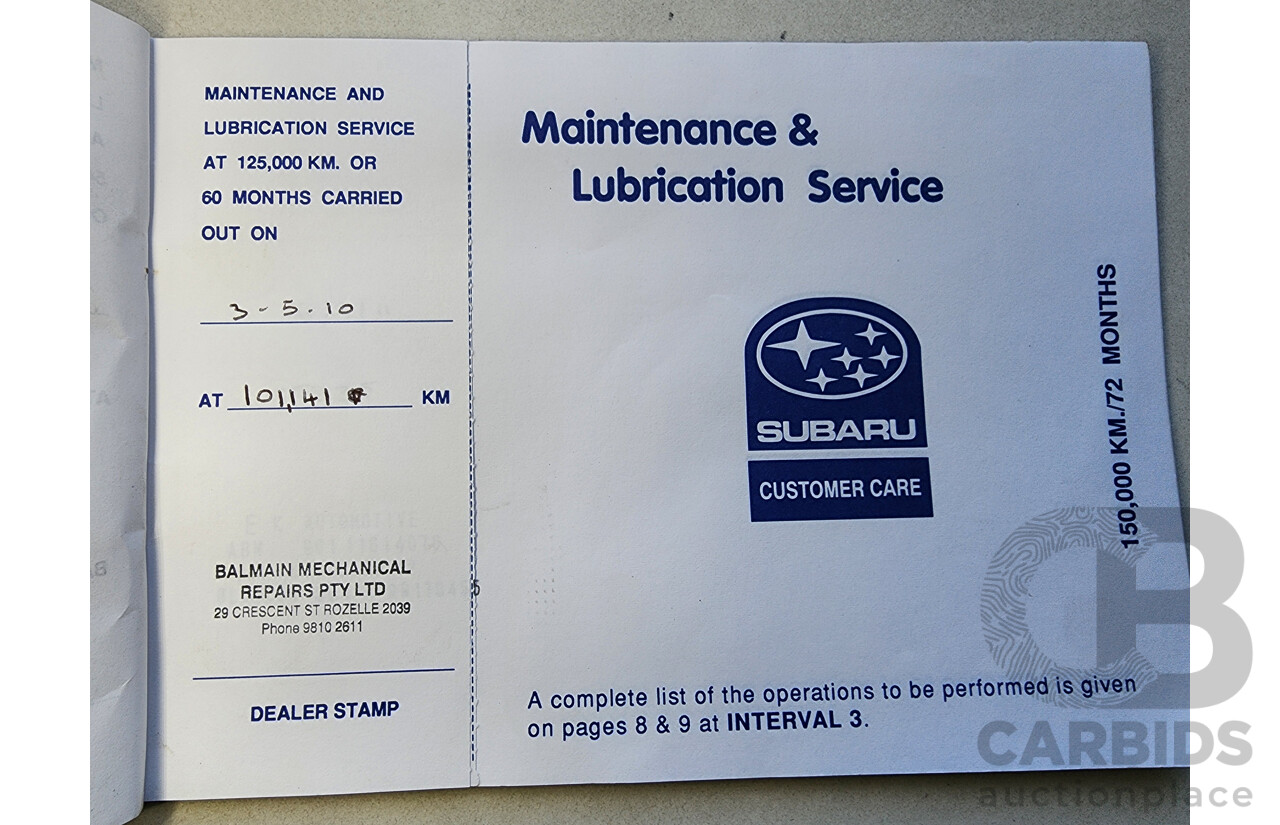 MAINTENANCE AND
LUBRICATION SERVICE
AT 125,000 KM. OR
60 MONTHS CARRIED
OUT ON
3-5.10
AT 101,141 KM
BALMAIN MECHANICAL
REPAIRS PTY LTD
29 CRESCENT ST ROZELLE 2039
Phone 9810 2611
DEALER STAMP
Maintenance &
Lubrication Service
SUBARU
CUSTOMER CARE
150,000 KM./72 MONTHS
A complete list of the operations to be performed is given
on pages 8 & 9 at INTERVAL 3.
CB
CARBIDS
auctionplace